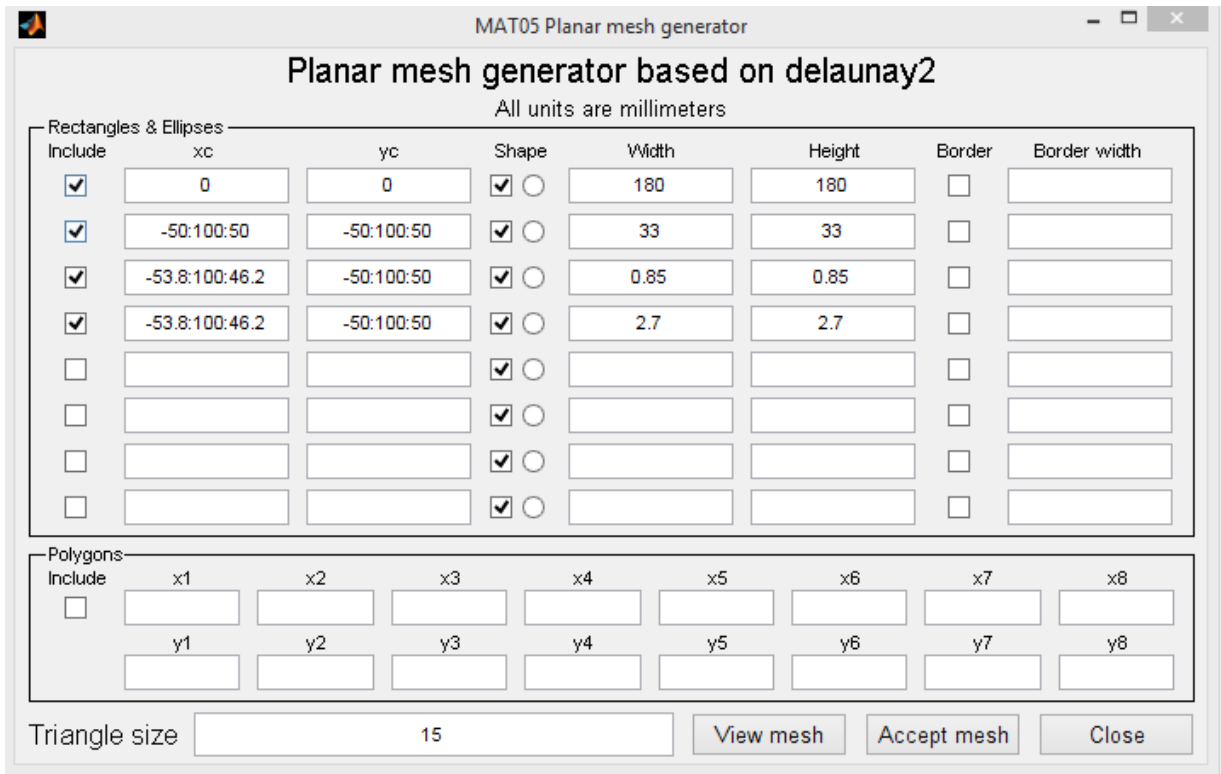 MAT05 Planar mesh generator
Planar mesh generator based on delaunay2
All units are millimeters
Rectangles & Ellipses
Include xc yc Shape Width Height Border Border width
0 0 180 180
-50:100:50 -50:100:50 33 33
-53.8:100:46.2 -50:100:50 0.85 0.85
-53.8:100:46.2 -50:100:50 2.7 2.7
Polygons
Include x1 x2 x3 x4 x5 x6 x7 x8
y1 y2 y3 y4 y5 y6 y7 y8
Triangle size 15 View mesh Accept mesh Close